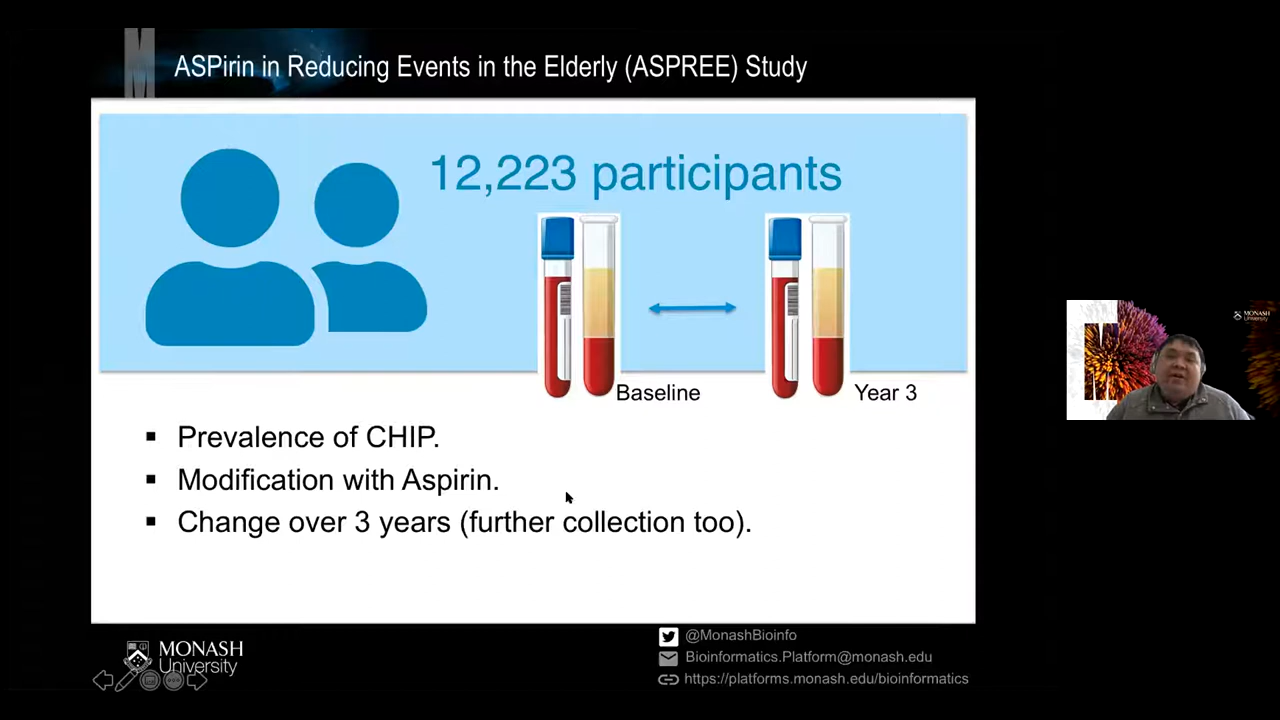 ASPirin in Reducing Events in the Elderly (ASPREE) Study
12,223 participants
Baseline
Year 3
▪ Prevalence of CHIP.
▪ Modification with Aspirin.
▪ Change over 3 years (further collection too).
MONASH
University
MONASH
University
@MonashBioinfo
Bioinformatics.Platform@monash.edu
https://platforms.monash.edu/bioinformatics